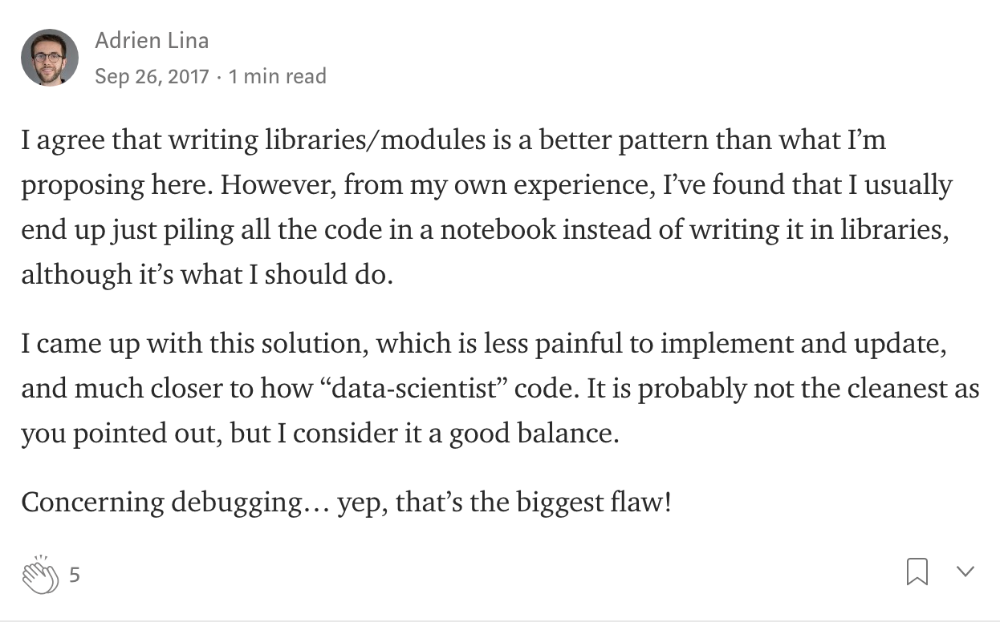 Adrien Lina
Sep 26, 2017 · 1 min read
I agree that writing libraries/modules is a better pattern than what I’m
proposing here. However, from my own experience, I’ve found that I usually
end up just piling all the code in a notebook instead of writing it in libraries,
although it’s what I should do.
I came up with this solution, which is less painful to implement and update,
and much closer to how “data-scientist” code. It is probably not the cleanest as
you pointed out, but I consider it a good balance.
Concerning debugging… yep, that’s the biggest flaw!
5